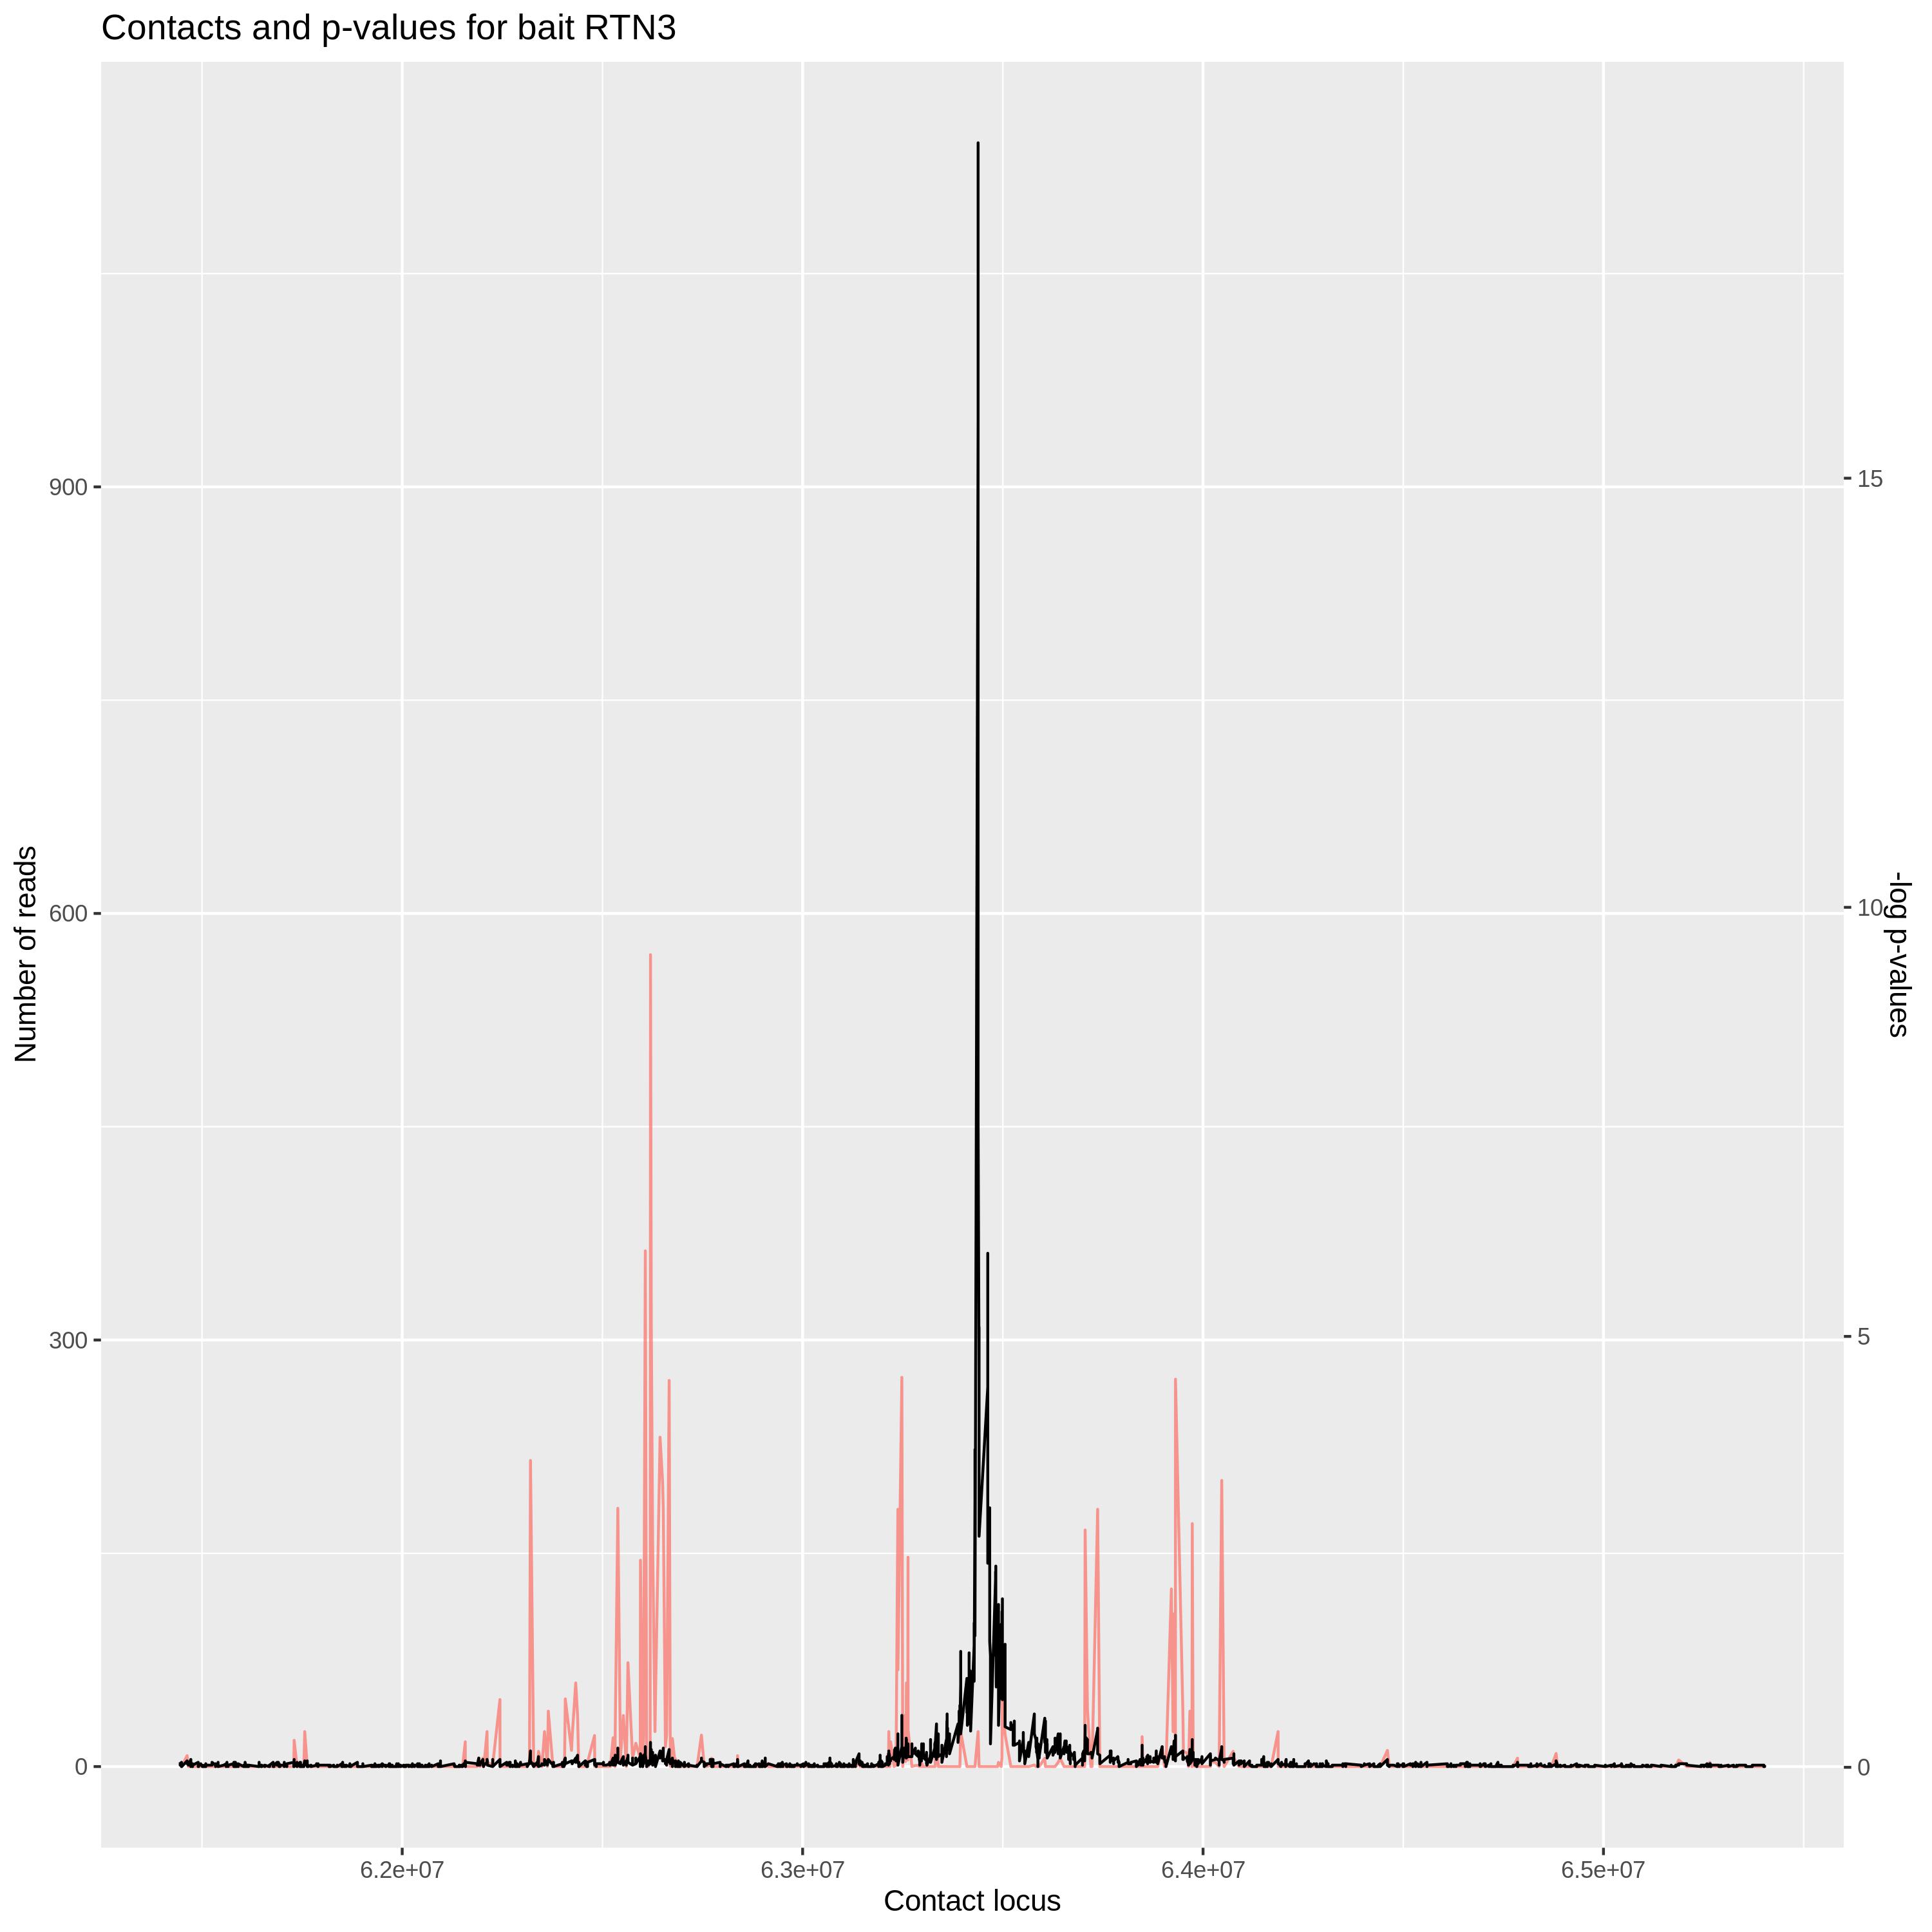 Contacts and p-values for bait RTN3
Number of reads
900
600
300
0
15
10
5
0
-log p-values
6.2e+07 6.3e+07 6.4e+07 6.5e+07
Contact locus